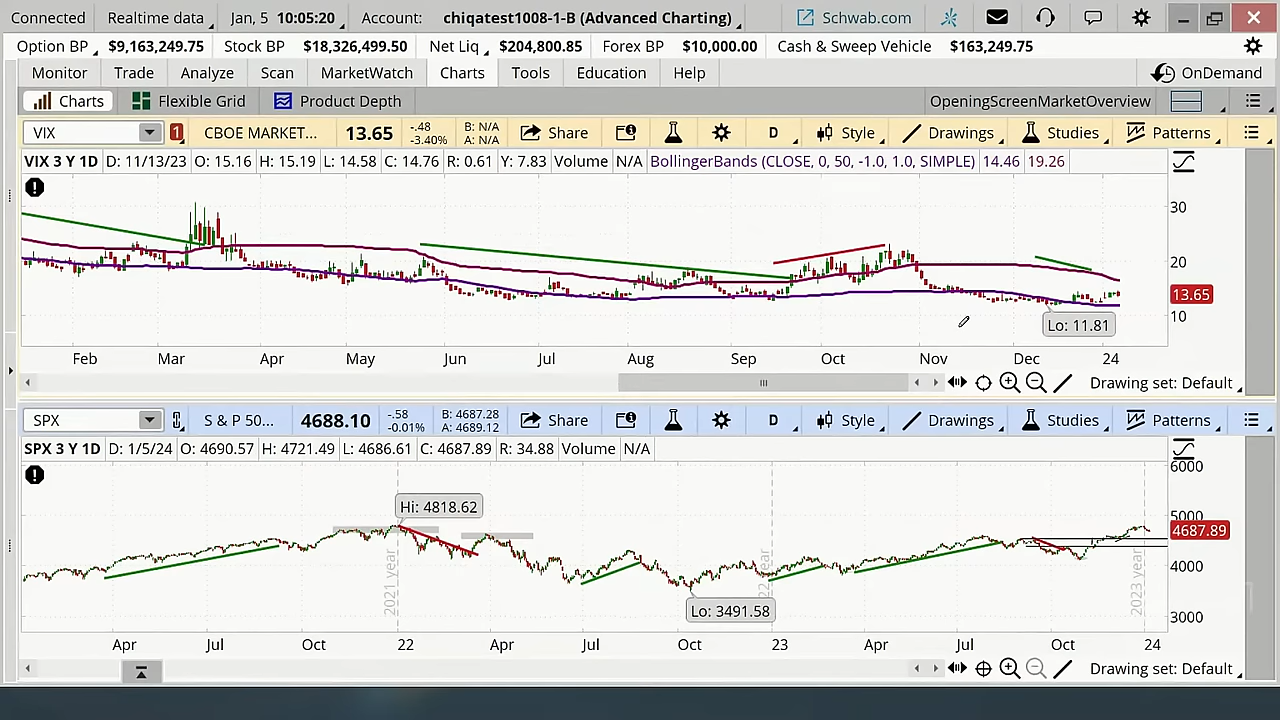 Connected Realtime data Jan, 5 10:05:20 Account: chiqatest1008-1-B (Advanced Charting) Schwab.com
Option BP $9,163,249.75 Stock BP $18,326,499.50 Net Liq $204,800.85 Forex BP $10,000.00 Cash & Sweep Vehicle $163,249.75
Monitor Trade Analyze Scan MarketWatch Charts Tools Education Help OnDemand
Charts Flexible Grid Product Depth OpeningScreenMarketOverview
VIX 1 CBOE MARKET... 13.65 -.48 -3.40% B: N/A A: N/A Share D Style Drawings Studies Patterns
VIX 3 Y 1D D: 11/13/23 O: 15.16 H: 15.19 L: 14.58 C: 14.76 R: 0.61 Y: 7.83 Volume N/A BollingerBands (CLOSE, 0, 50, -1.0, 1.0, SIMPLE) 14.46 19.26
30
20
13.65
10
Lo: 11.81
Feb Mar Apr May Jun Jul Aug Sep Oct Nov Dec 24
Drawing set: Default
SPX S & P 50... 4688.10 -.58 -0.01% B: 4687.28 A: 4689.12 Share D Style Drawings Studies Patterns
SPX 3 Y 1D D: 1/5/24 O: 4690.57 H: 4721.49 L: 4686.61 C: 4687.89 R: 34.88 Volume N/A
6000
Hi: 4818.62
5000
4687.89
4000
2021 year 22 year 2023 year
Lo: 3491.58
3000
Apr Jul Oct 22 Apr Jul Oct 23 Apr Jul Oct 24
Drawing set: Default